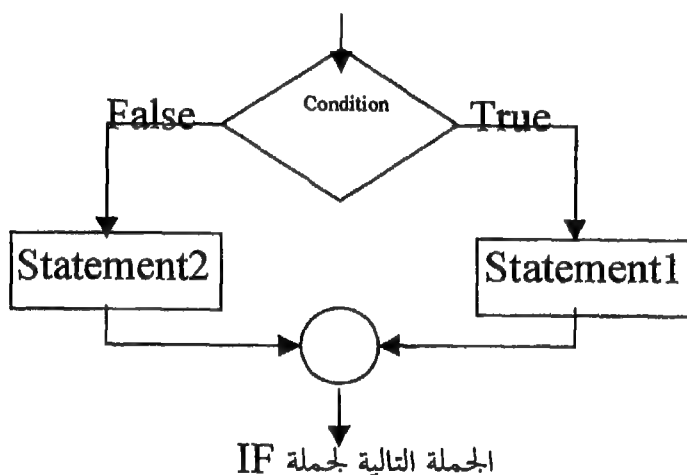 Condition
False
True
Statement2
Statement1
الجملة التالية لجملة IF